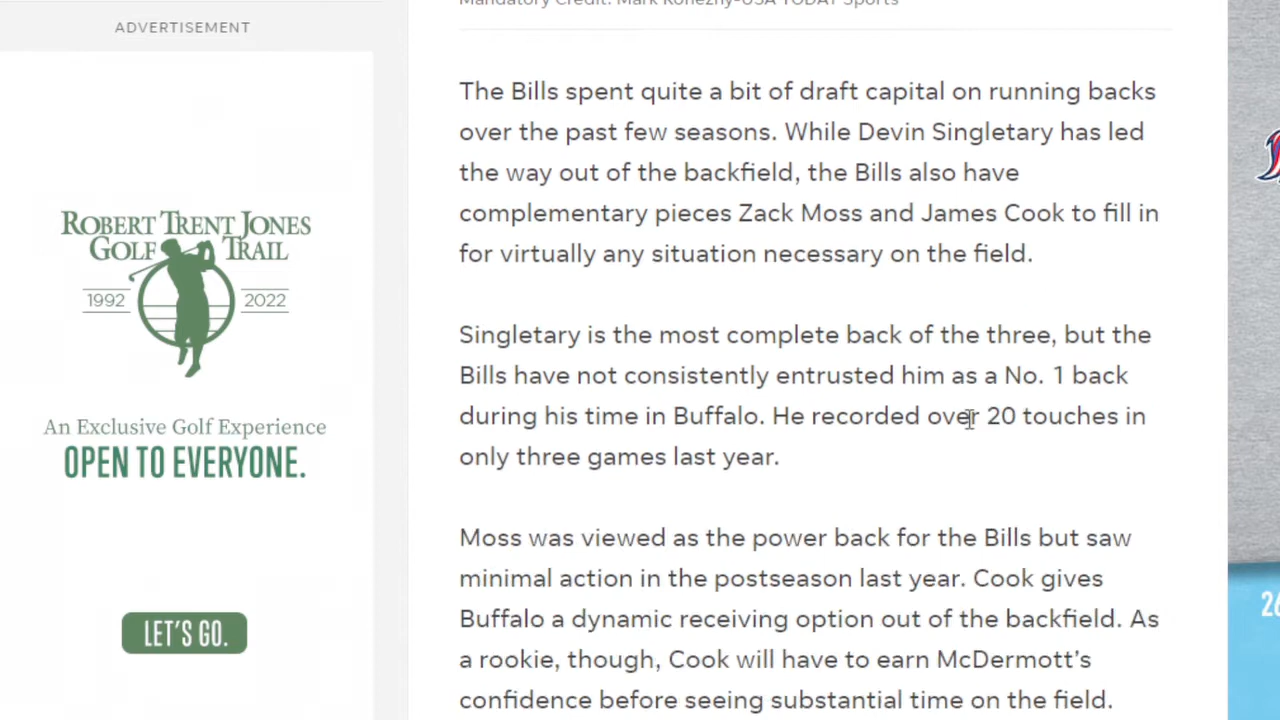 Mandatory Credit: Mark Konezny-USA TODAY Sports
ADVERTISEMENT
ROBERT TRENT JONES
GOLF TRAIL
1992 2022
An Exclusive Golf Experience
OPEN TO EVERYONE.
LET'S GO.
The Bills spent quite a bit of draft capital on running backs
over the past few seasons. While Devin Singletary has led
the way out of the backfield, the Bills also have
complementary pieces Zack Moss and James Cook to fill in
for virtually any situation necessary on the field.
Singletary is the most complete back of the three, but the
Bills have not consistently entrusted him as a No. 1 back
during his time in Buffalo. He recorded over 20 touches in
only three games last year.
Moss was viewed as the power back for the Bills but saw
minimal action in the postseason last year. Cook gives
Buffalo a dynamic receiving option out of the backfield. As
a rookie, though, Cook will have to earn McDermott's
confidence before seeing substantial time on the field.